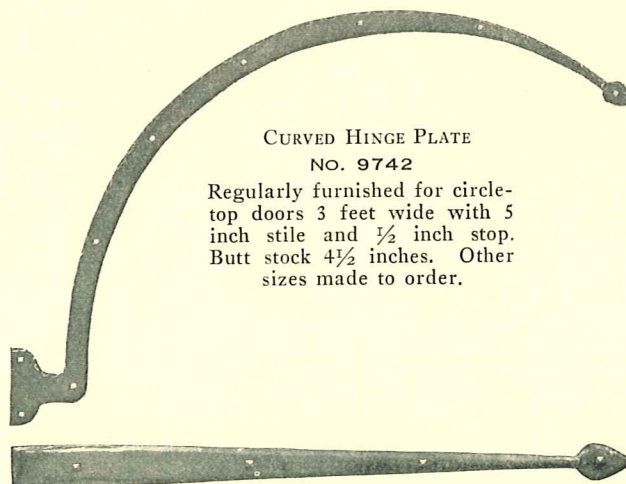 CURVED HINGE PLATE
NO. 9742
Regularly furnished for circle-
top doors 3 feet wide with 5
inch stile and ½ inch stop.
Butt stock 4½ inches. Other
sizes made to order.